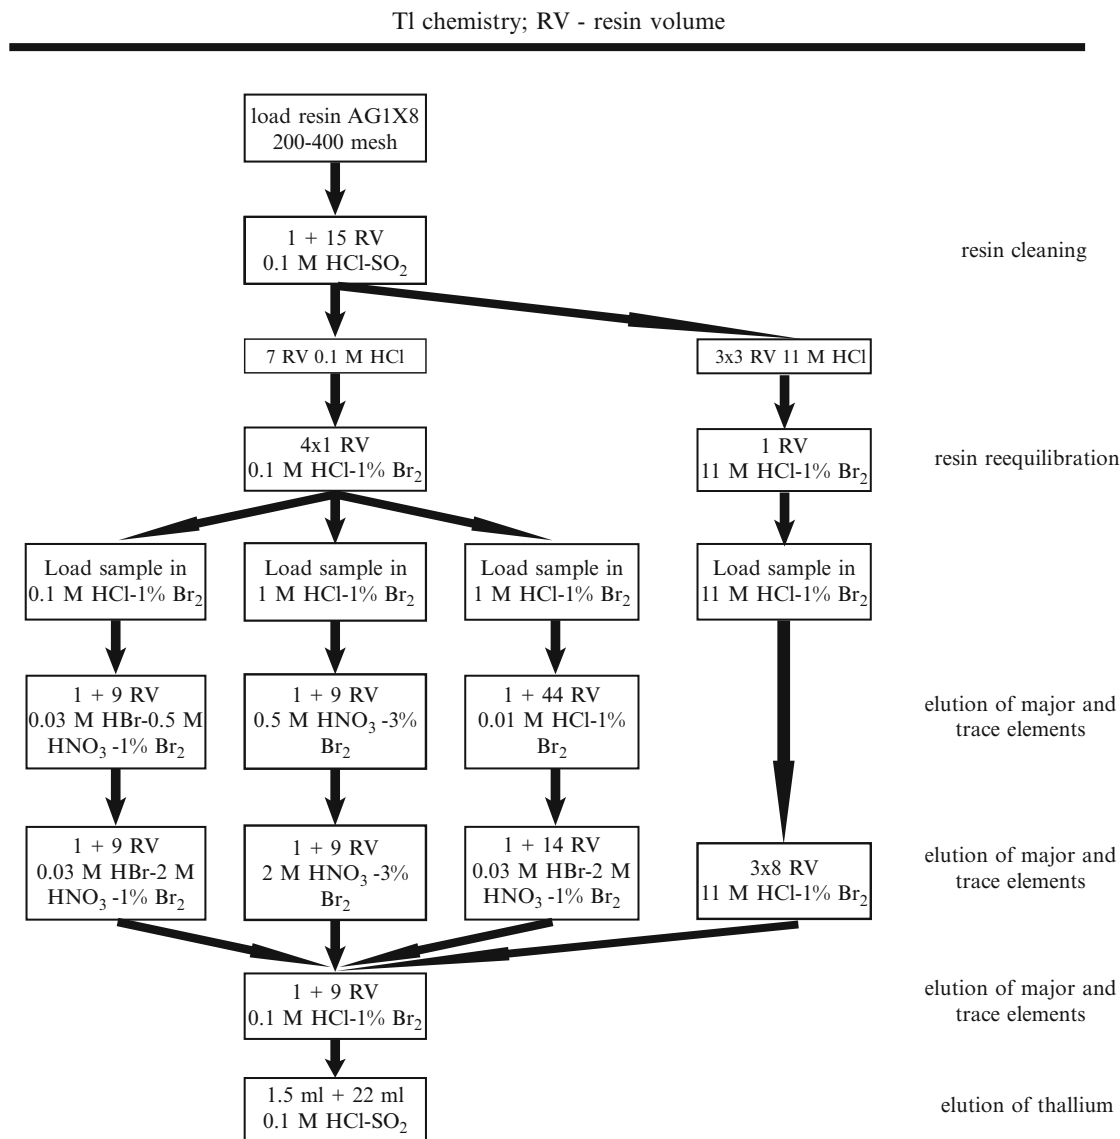 Tl chemistry; RV - resin volume
load resin AG1X8
200-400 mesh
1 + 15 RV
0.1 M HCl-SO₂
resin cleaning
7 RV 0.1 M HCl
3x3 RV 11 M HCl
4x1 RV
0.1 M HCl-1% Br₂
1 RV
11 M HCl-1% Br₂
resin reequilibration
Load sample in
0.1 M HCl-1% Br₂
Load sample in
1 M HCl-1% Br₂
Load sample in
1 M HCl-1% Br₂
Load sample in
11 M HCl-1% Br₂
1 + 9 RV
0.03 M HBr-0.5 M
HNO₃ -1% Br₂
1 + 9 RV
0.5 M HNO₃ -3%
Br₂
1 + 44 RV
0.01 M HCl-1%
Br₂
elution of major and
trace elements
1 + 9 RV
0.03 M HBr-2 M
HNO₃ -1% Br₂
1 + 9 RV
2 M HNO₃ -3%
Br₂
1 + 14 RV
0.03 M HBr-2 M
HNO₃ -1% Br₂
3x8 RV
11 M HCl-1% Br₂
elution of major and
trace elements
1 + 9 RV
0.1 M HCl-1% Br₂
elution of major and
trace elements
1.5 ml + 22 ml
0.1 M HCl-SO₂
elution of thallium